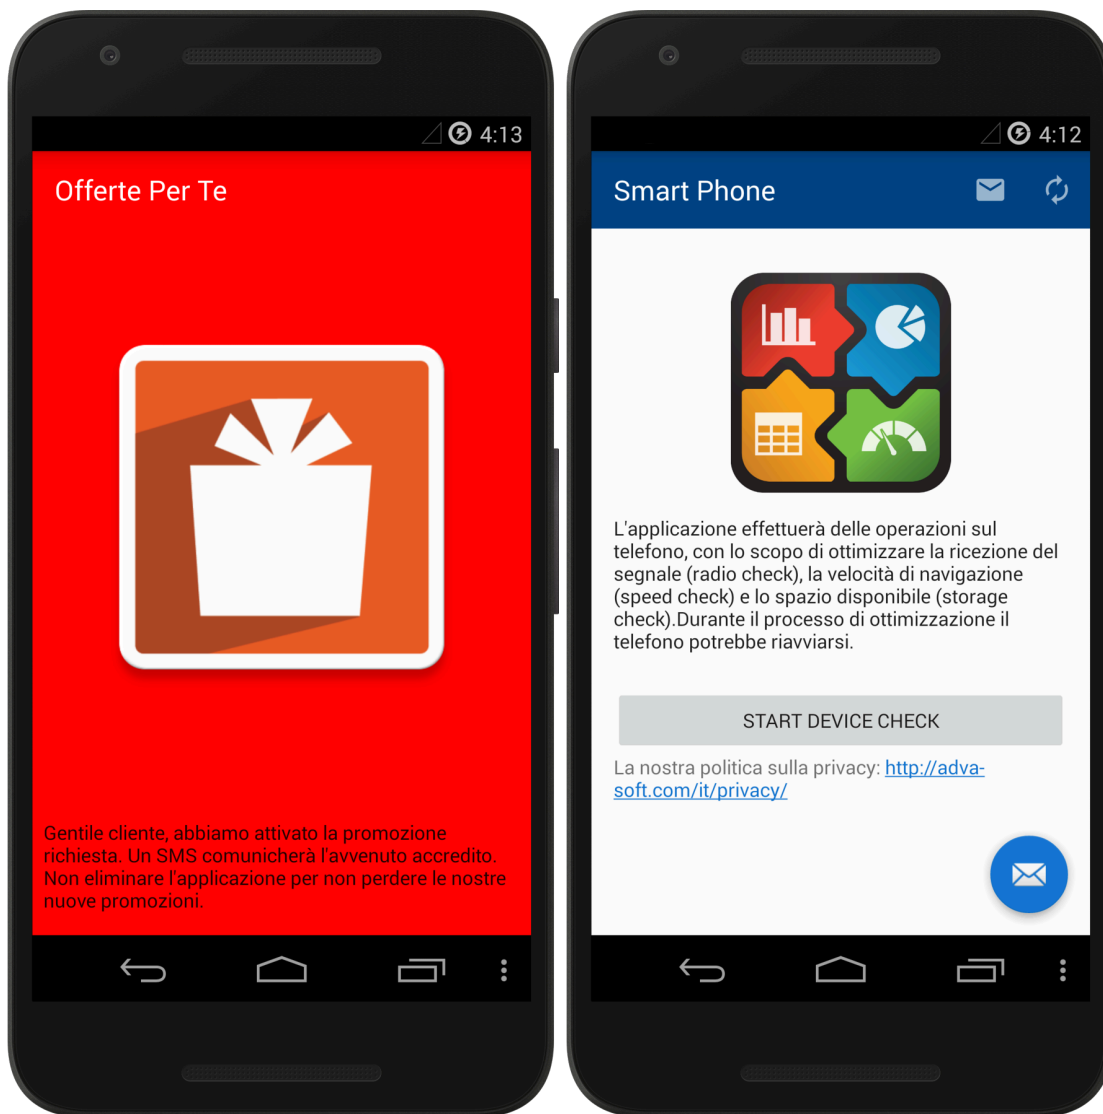 4:13
Offerte Per Te
Gentile cliente, abbiamo attivato la promozione
richiesta. Un SMS comunicherà l'avvenuto accredito.
Non eliminare l'applicazione per non perdere le nostre
nuove promozioni.
4:12
Smart Phone
L'applicazione effettuerà delle operazioni sul
telefono, con lo scopo di ottimizzare la ricezione del
segnale (radio check), la velocità di navigazione
(speed check) e lo spazio disponibile (storage
check).Durante il processo di ottimizzazione il
telefono potrebbe riavviarsi.
START DEVICE CHECK
La nostra politica sulla privacy: http://adva-
soft.com/it/privacy/